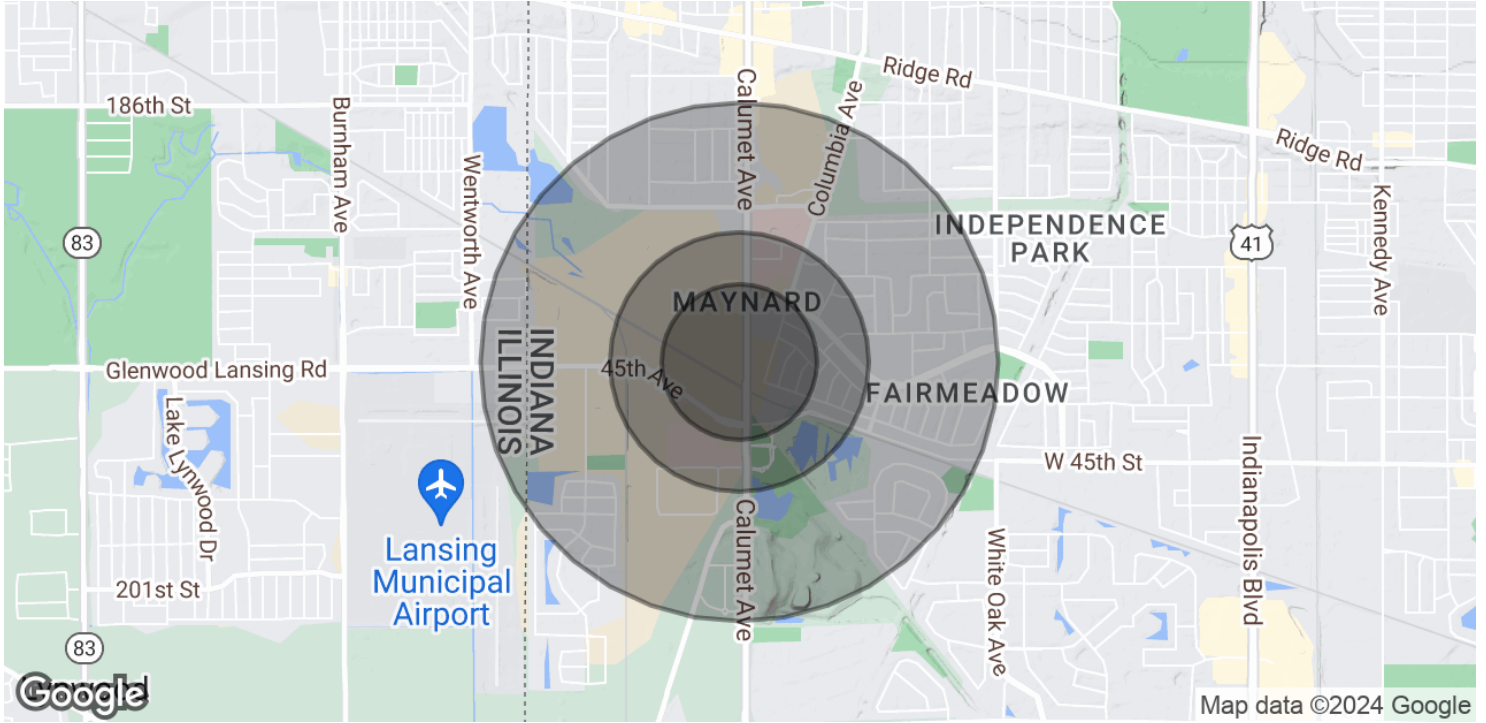 Ridge Rd
186th St
Burnham Ave
Calumet Ave
Columbia Ave
Ridge Rd
Wentworth Ave
Kennedy Ave
83
INDEPENDENCE
PARK
41
MAYNARD
INDIANA
ILLINOIS
Glenwood Lansing Rd
45th Ave
FAIRMEADOW
Lake Lynwood Dr
W 45th St
Indianapolis Blvd
Lansing
Municipal
Airport
Calumet Ave
White Oak Ave
201st St
83
Google
Map data ©2024 Google